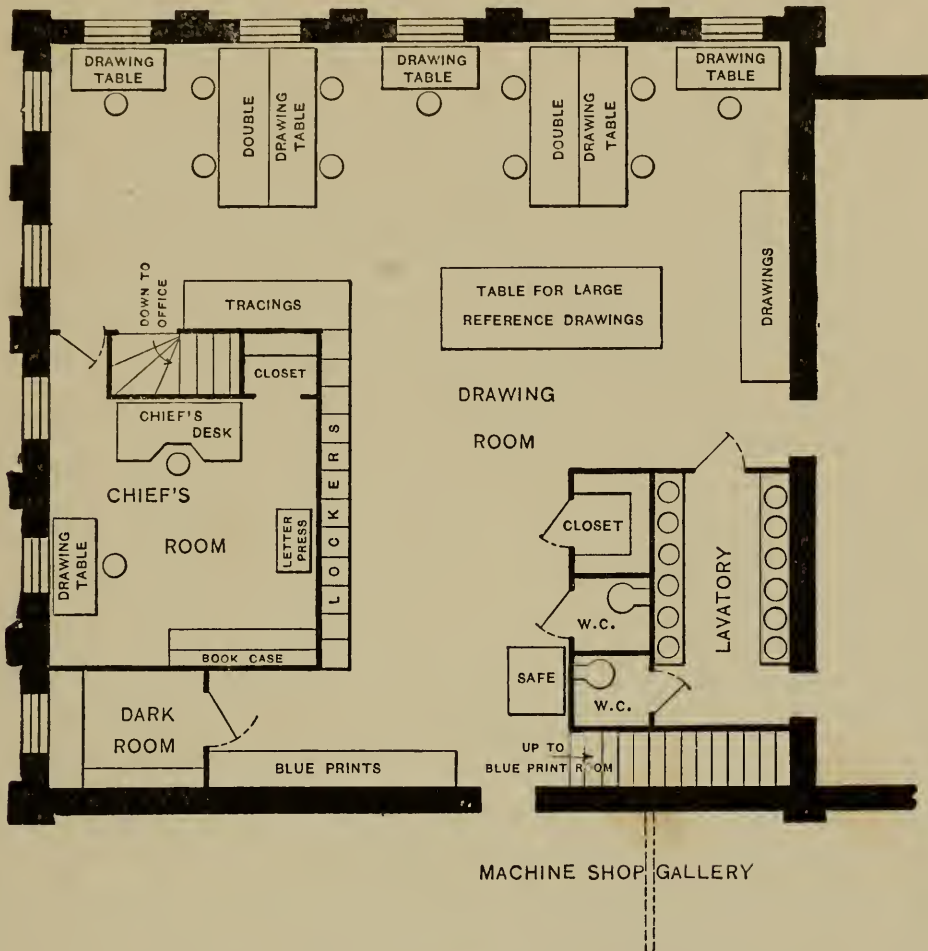 DRAWING
TABLE
DRAWING
TABLE
DRAWING
TABLE
DOUBLE
DRAWING
TABLE
DOUBLE
DRAWING
TABLE
DOWN TO
OFFICE
TRACINGS
TABLE FOR LARGE
REFERENCE DRAWINGS
DRAWINGS
CLOSET
DRAWING
ROOM
CHIEF'S
DESK
CHIEF'S
ROOM
LOCKERS
LETTER
PRESS
DRAWING
TABLE
BOOK CASE
CLOSET
LAVATORY
W.C.
SAFE
W.C.
DARK
ROOM
BLUE PRINTS
UP TO
BLUE PRINT ROOM
MACHINE SHOP GALLERY